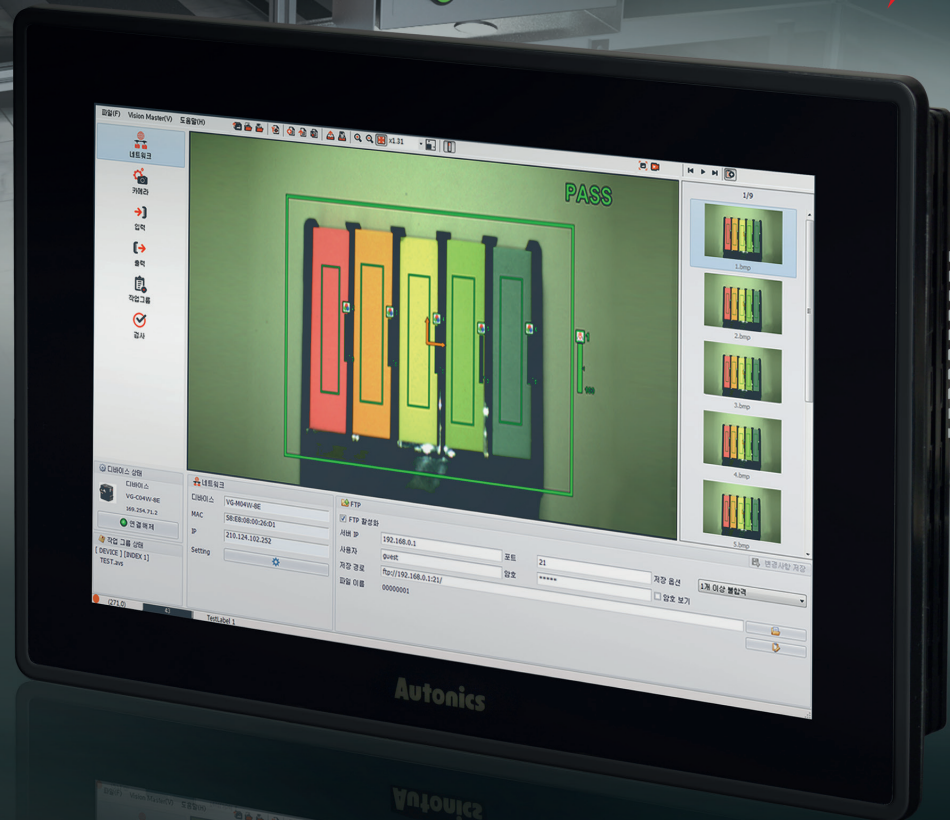 파일(F) Vision Master(V) 도움말(H)
x1.31
네트워크
카메라
입력
출력
작업그룹
검사
PASS
1/9
1.bmp
2.bmp
3.bmp
4.bmp
5.bmp
디바이스 상태
디바이스
VG-C04W-8E
169.254.71.2
연결해제
작업 그룹 상태
[ DEVICE ] [INDEX 1]
TEST.avs
네트워크
디바이스 VG-M04W-8E
MAC 58:E8:08:00:26:D1
IP 210.124.102.252
Setting
FTP
FTP 활성화
서버 IP 192.168.0.1 포트 21
사용자 guest 암호 ***** 저장 옵션 1개 이상 불합격
저장 경로 ftp://192.168.0.1:21/ 암호 보기
파일 이름 00000001
변경사항 저장
(271.0) TestLabel 1
Autonics